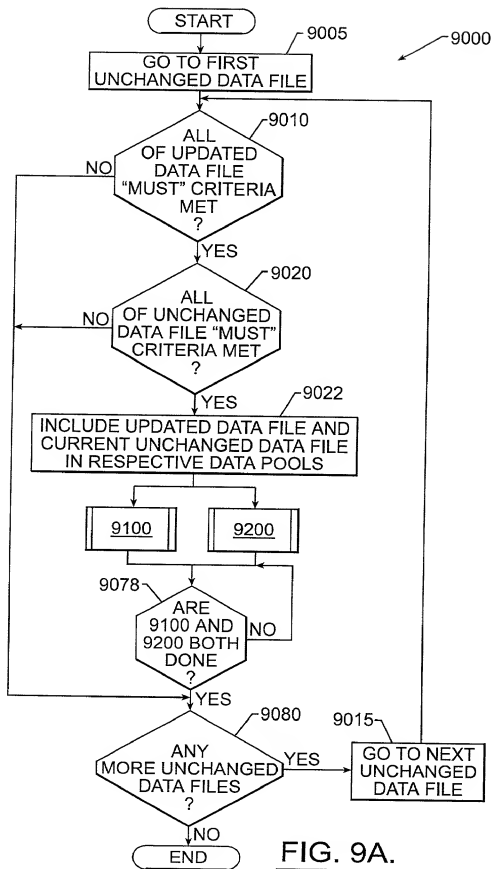 START
9005
9000
GO TO FIRST
UNCHANGED DATA FILE
9010
ALL
OF UPDATED
DATA FILE
“MUST” CRITERIA
MET
?
NO
YES
9020
ALL
OF UNCHANGED
DATA FILE “MUST”
CRITERIA MET
?
NO
YES
9022
INCLUDE UPDATED DATA FILE AND
CURRENT UNCHANGED DATA FILE
IN RESPECTIVE DATA POOLS
9100
9200
9078
ARE
9100 AND
9200 BOTH
DONE
?
NO
YES
9080
ANY
MORE UNCHANGED
DATA FILES
?
YES
9015
GO TO NEXT
UNCHANGED
DATA FILE
NO
END
FIG. 9A.